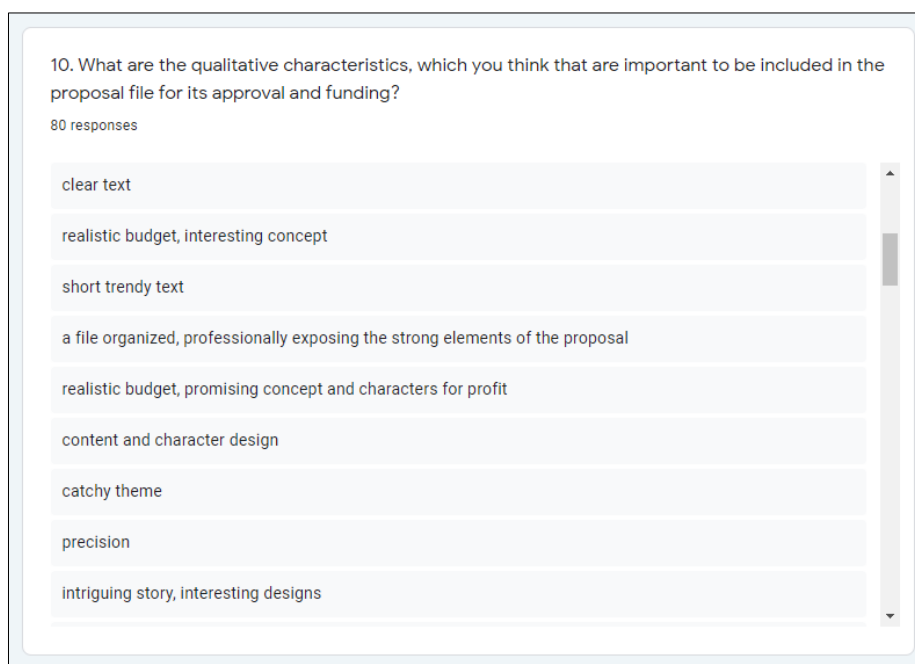 10. What are the qualitative characteristics, which you think that are important to be included in the
proposal file for its approval and funding?
80 responses
clear text
realistic budget, interesting concept
short trendy text
a file organized, professionally exposing the strong elements of the proposal
realistic budget, promising concept and characters for profit
content and character design
catchy theme
precision
intriguing story, interesting designs